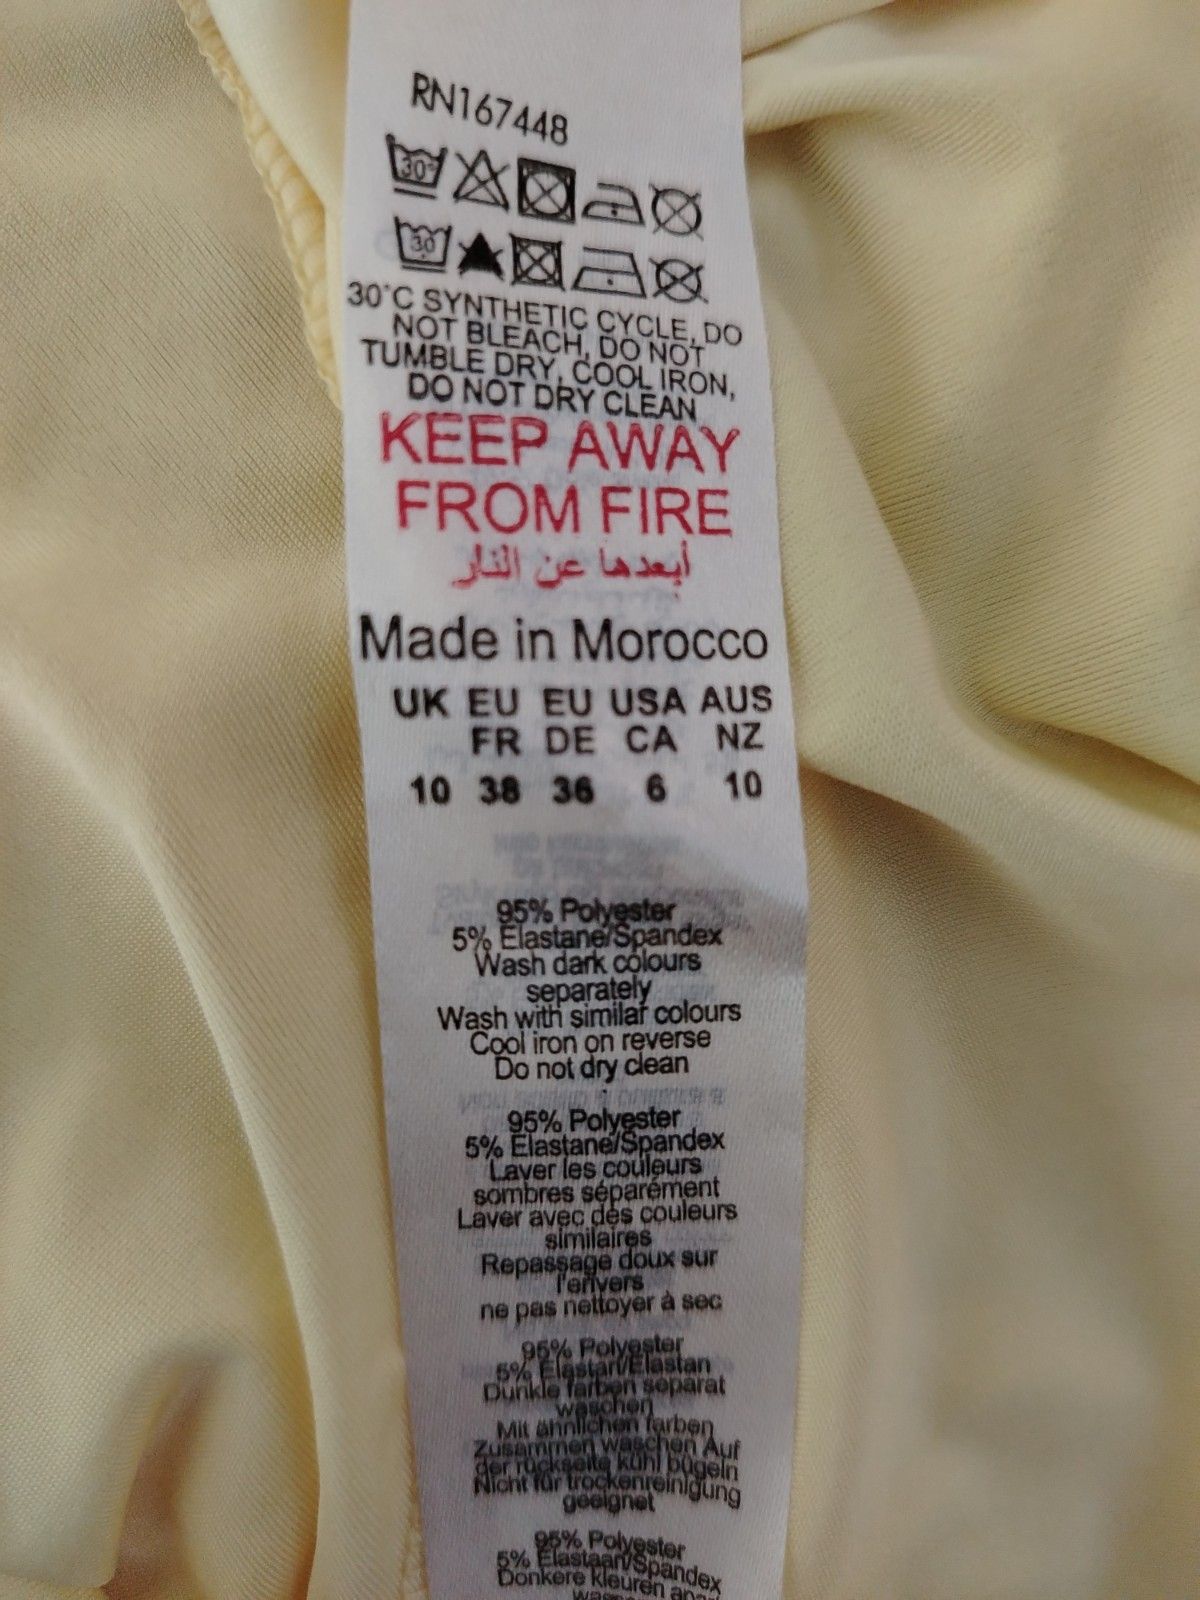 RN167448
30° 
30
30°C SYNTHETIC CYCLE, DO
NOT BLEACH, DO NOT
TUMBLE DRY, COOL IRON,
DO NOT DRY CLEAN
KEEP AWAY
FROM FIRE
أبعدها عن النار
Made in Morocco
UK EU EU USA AUS
FR DE CA NZ
10 38 36 6 10
95% Polyester
5% Elastane/Spandex
Wash dark colours
separately
Wash with similar colours
Cool iron on reverse
Do not dry clean
95% Polyester
5% Elastane/Spandex
Laver les couleurs
sombres séparément
Laver avec des couleurs
similaires
Repassage doux sur
l'envers
ne pas nettoyer à sec
95% Polyester
5% Elastan/Elastan
Dunkle farben separat
waschen
Mit ähnlichen farben
Zusammen waschen Auf
der rückseite kühl bügeln
Nicht für trockenreinigung
geeignet
95% Polyester
5% Elastaan/Spandex
Donkere kleuren